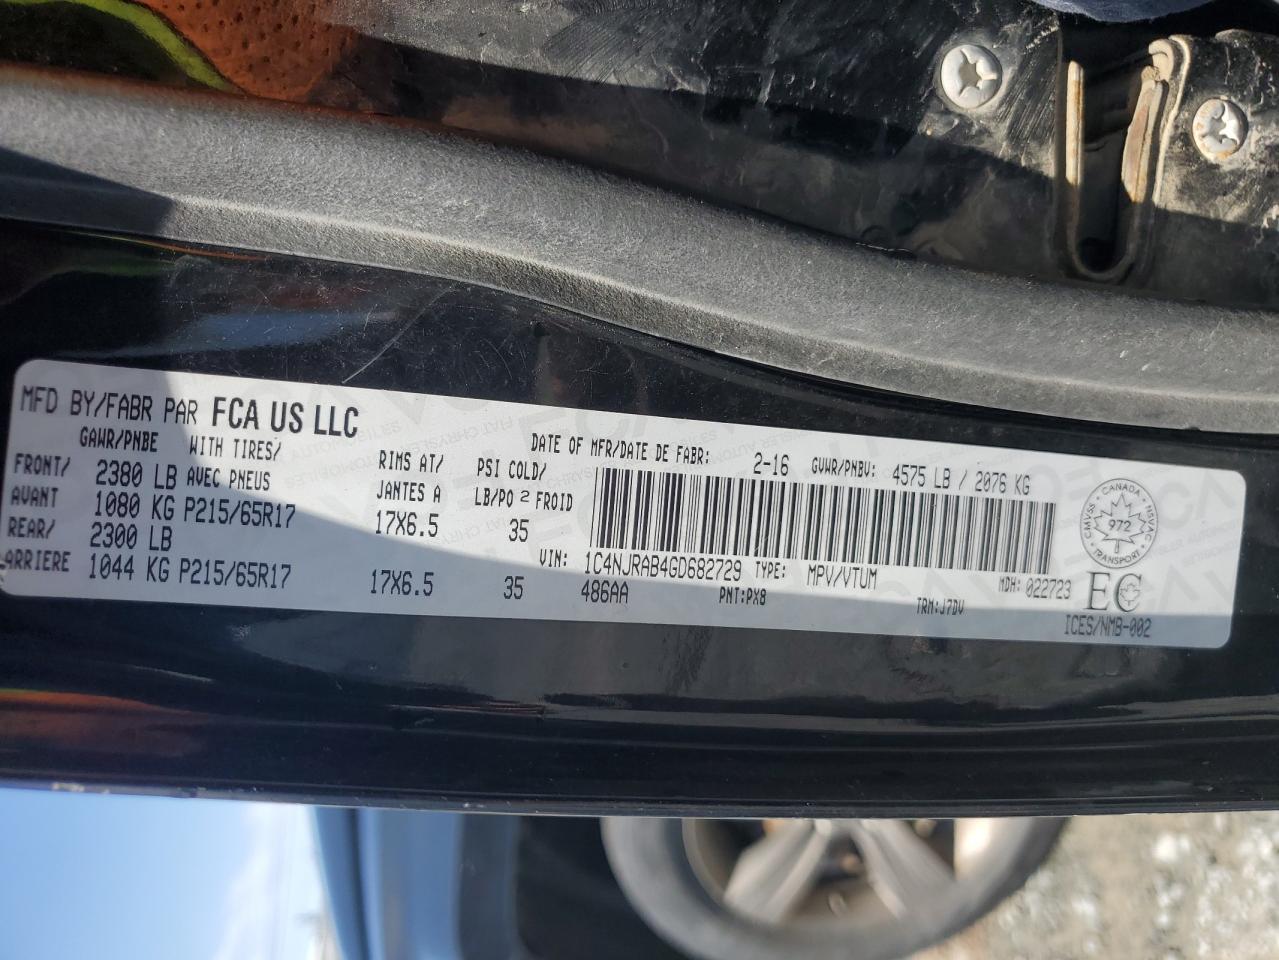 MFD BY/FABR PAR FCA US LLC
DATE OF MFR/DATE DE FABR: 2-16 GVWR/PNBV: 4575 LB / 2076 KG
GAWR/PNBE WITH TIRES/ RIMS AT/ PSI COLD/
FRONT/ 2380 LB AVEC PNEUS JANTES A LB/PO 2 FROID
AVANT 1080 KG P215/65R17 17X6.5 35
REAR/ 2300 LB
ARRIERE 1044 KG P215/65R17 17X6.5 35
VIN: 1C4NJRAB4GD682729 TYPE: MPV/VTUM MDH: 022723
486AA PNT:PX8 TRM:J7DV
CANADA
CMVSS NSVAC
972
TRANSPORT
EC
ICES/NMB-002